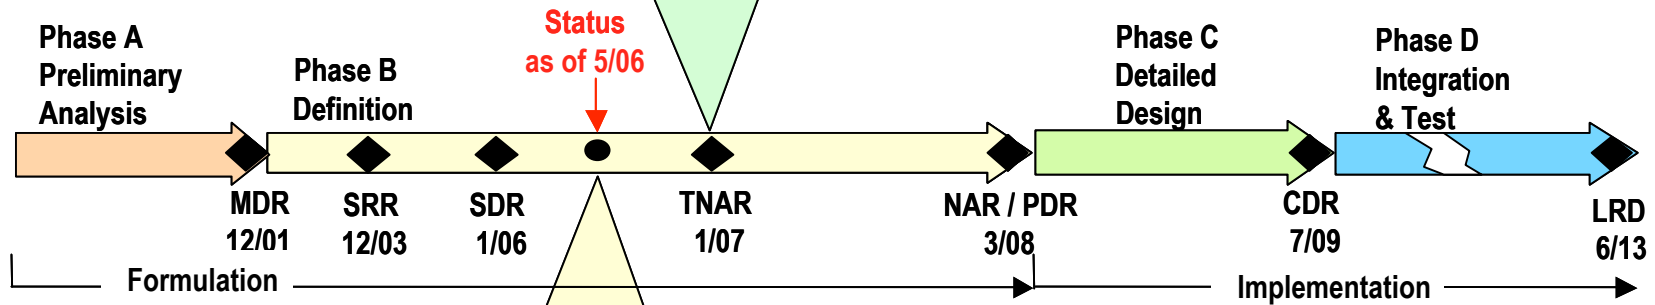 Phase A
Preliminary
Analysis
Phase B
Definition
Status
as of 5/06
Phase C
Detailed
Design
Phase D
Integration
& Test
MDR
12/01
SRR
12/03
SDR
1/06
TNAR
1/07
NAR / PDR
3/08
CDR
7/09
LRD
6/13
Formulation
Implementation